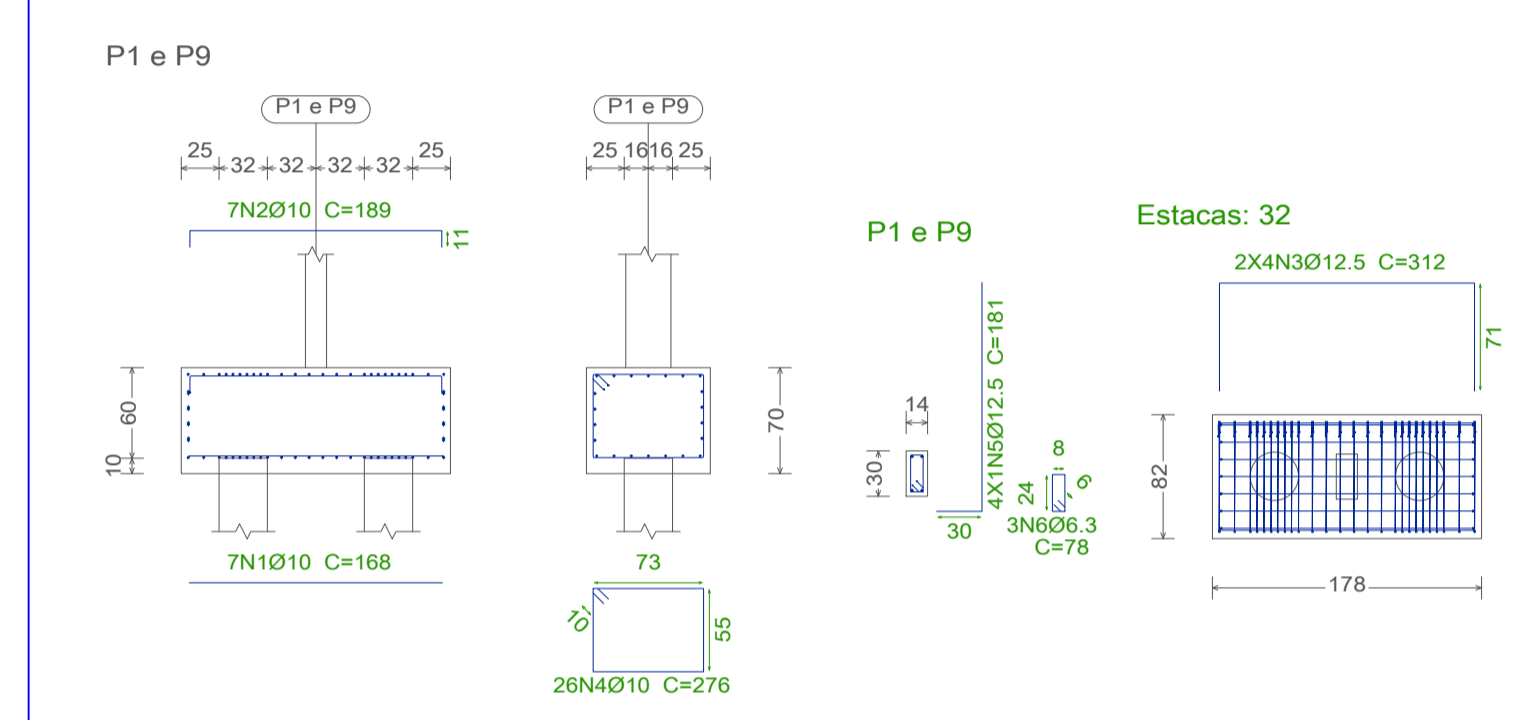 P1 e P9
P1 e P9
25 32 32 32 32 25
7N2Ø10 C=189
11
60
10
7N1Ø10 C=168
P1 e P9
25 16 16 25
70
73
10
55
26N4Ø10 C=276
P1 e P9
14
30
4X1N5Ø12.5 C=181
30
8
24
6
3N6Ø6.3
C=78
Estacas: 32
2X4N3Ø12.5 C=312
71
82
178